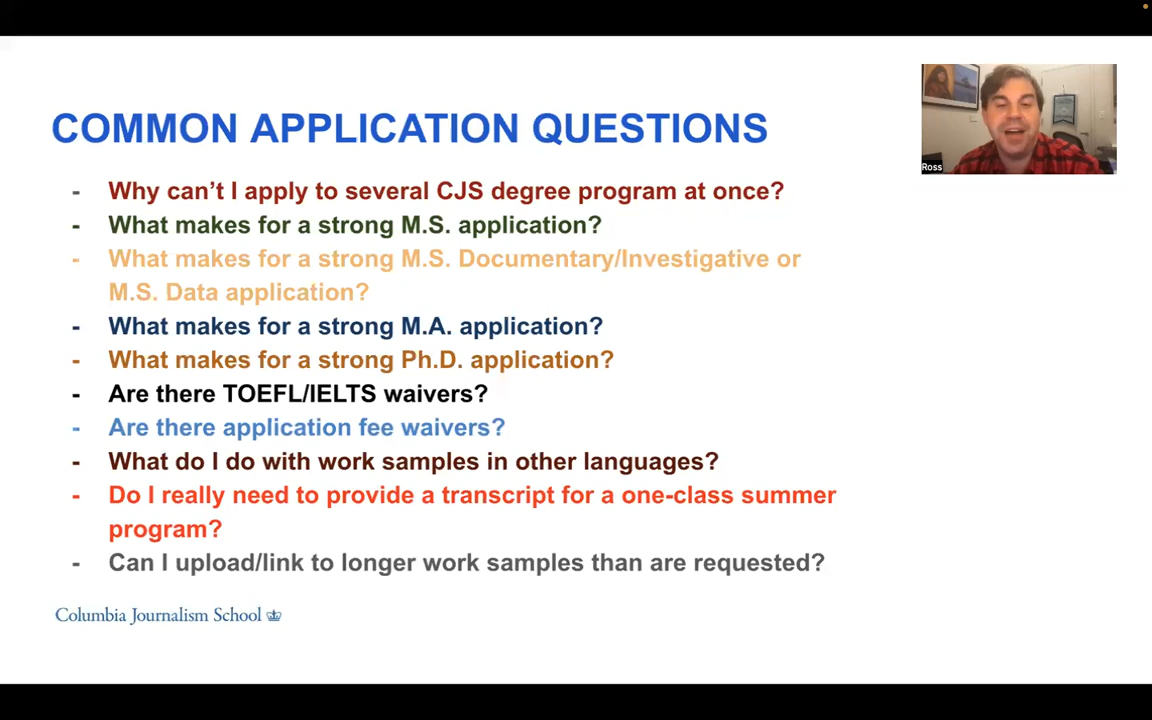 COMMON APPLICATION QUESTIONS
- Why can't I apply to several CJS degree program at once?
- What makes for a strong M.S. application?
- What makes for a strong M.S. Documentary/Investigative or
M.S. Data application?
- What makes for a strong M.A. application?
- What makes for a strong Ph.D. application?
- Are there TOEFL/IELTS waivers?
- Are there application fee waivers?
- What do I do with work samples in other languages?
- Do I really need to provide a transcript for a one-class summer
program?
- Can I upload/link to longer work samples than are requested?
Columbia Journalism School
Ross